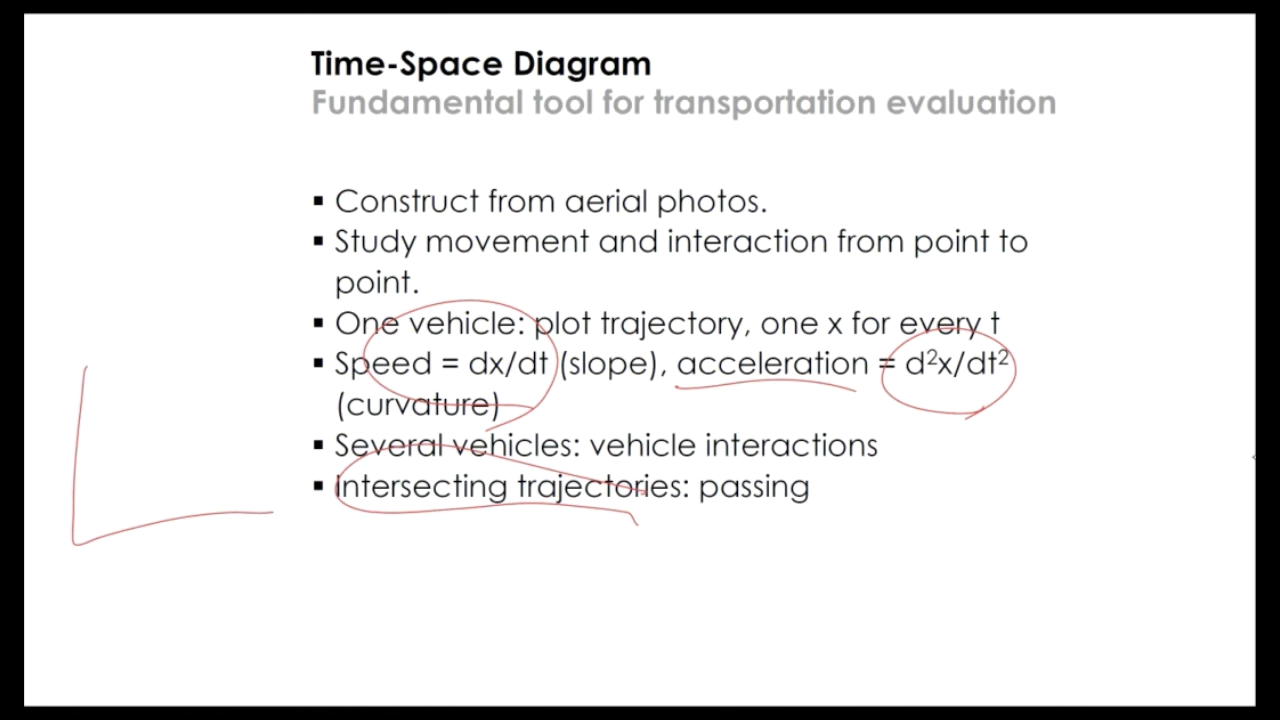 Time-Space Diagram
Fundamental tool for transportation evaluation
▪ Construct from aerial photos.
▪ Study movement and interaction from point to
point.
▪ One vehicle: plot trajectory, one x for every t
▪ Speed = dx/dt (slope), acceleration = d²x/dt²
(curvature)
▪ Several vehicles: vehicle interactions
▪ Intersecting trajectories: passing